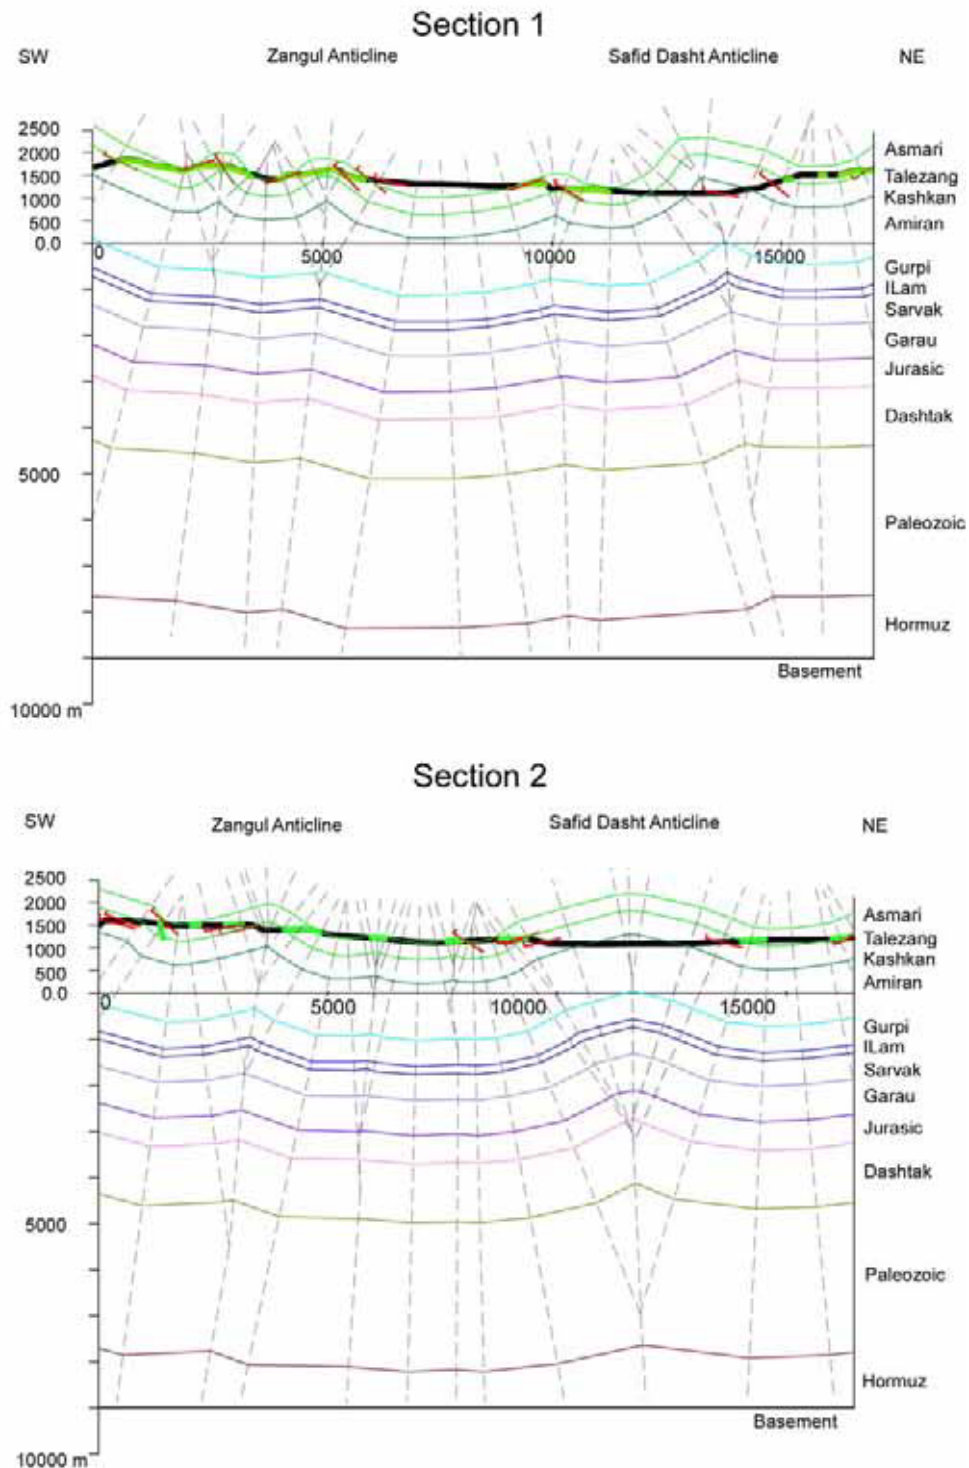 Section 1
SW Zangul Anticline Safid Dasht Anticline NE
2500
2000 Asmari
1500 Talezang
1000 Kashkan
500 Amiran
0.0
0 5000 10000 15000
Gurpi
ILam
Sarvak
Garau
Jurasic
Dashtak
5000
Paleozoic
Hormuz
Basement
10000 m
Section 2
SW Zangul Anticline Safid Dasht Anticline NE
2500
2000 Asmari
1500 Talezang
1000 Kashkan
500 Amiran
0.0
0 5000 10000 15000
Gurpi
ILam
Sarvak
Garau
Jurasic
Dashtak
5000
Paleozoic
Hormuz
Basement
10000 m